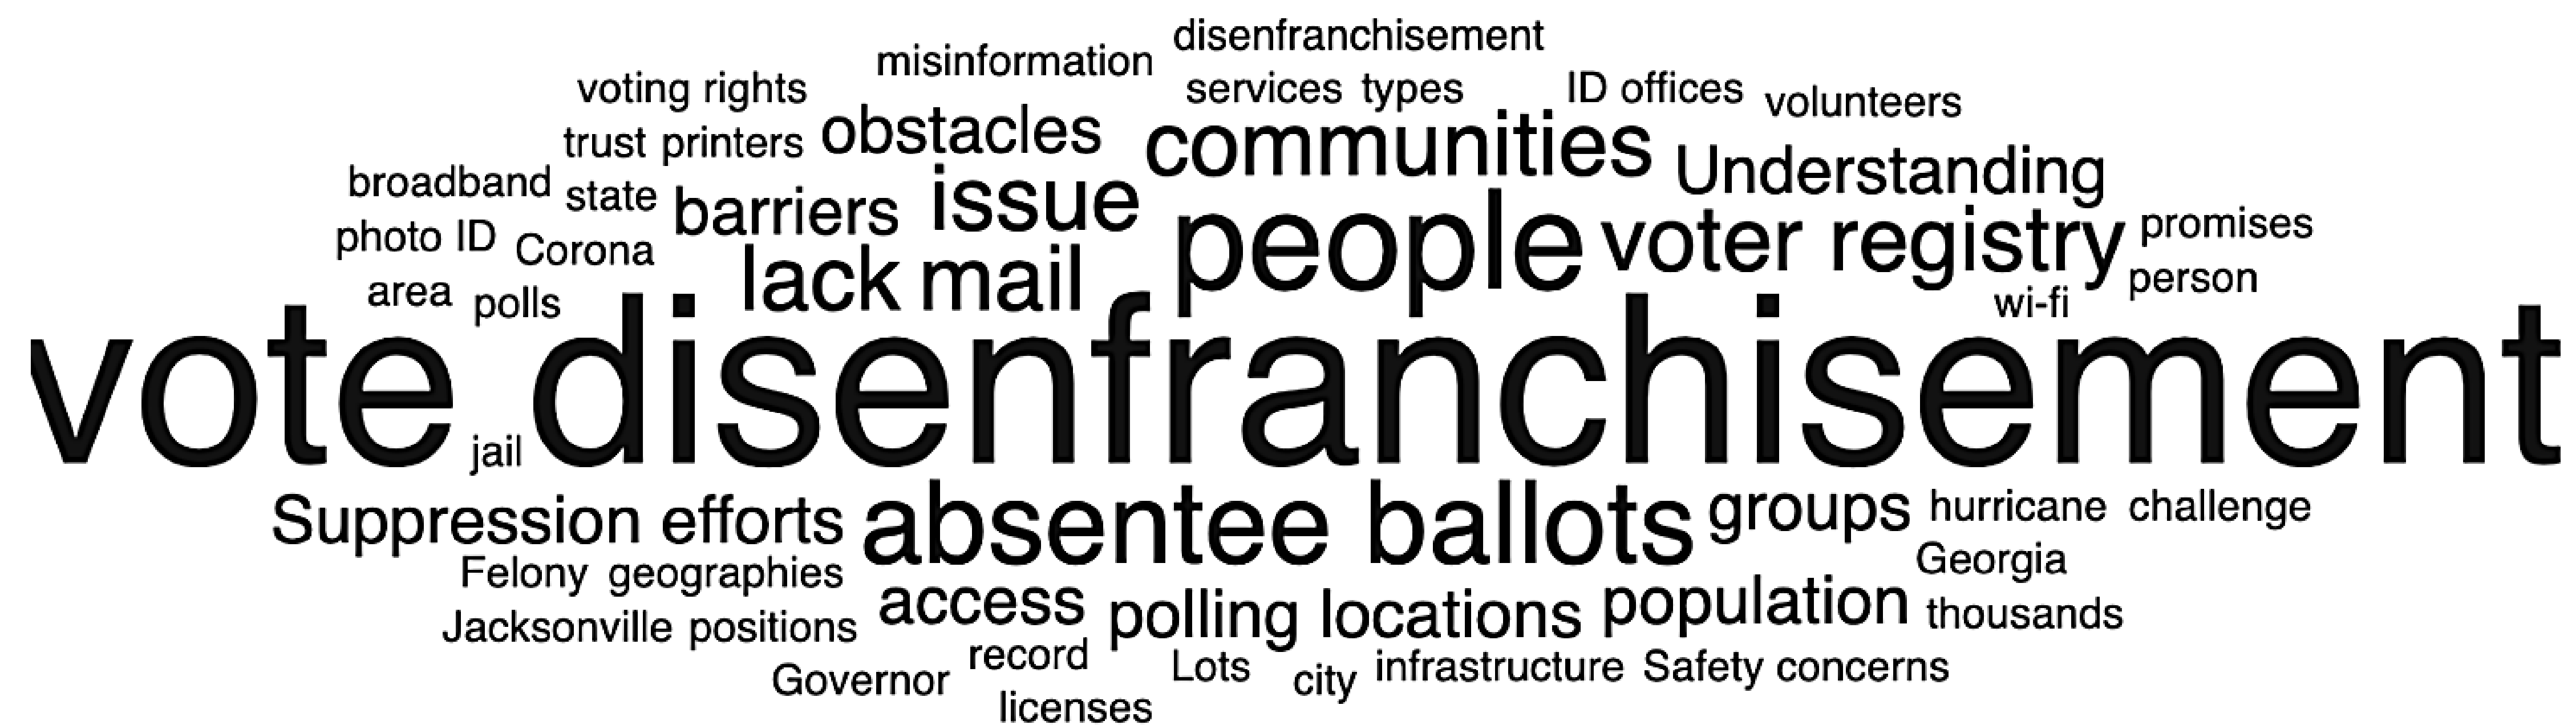 disenfranchisement
misinformation
voting rights services types ID offices volunteers
trust printers obstacles communities
broadband state barriers issue Understanding
photo ID Corona lack mail people voter registry promises
area polls wi-fi person
vote disenfranchisement
jail
Suppression efforts absentee ballots groups hurricane challenge
Felony geographies Georgia
Jacksonville positions access polling locations population thousands
Governor record Lots city infrastructure Safety concerns
licenses